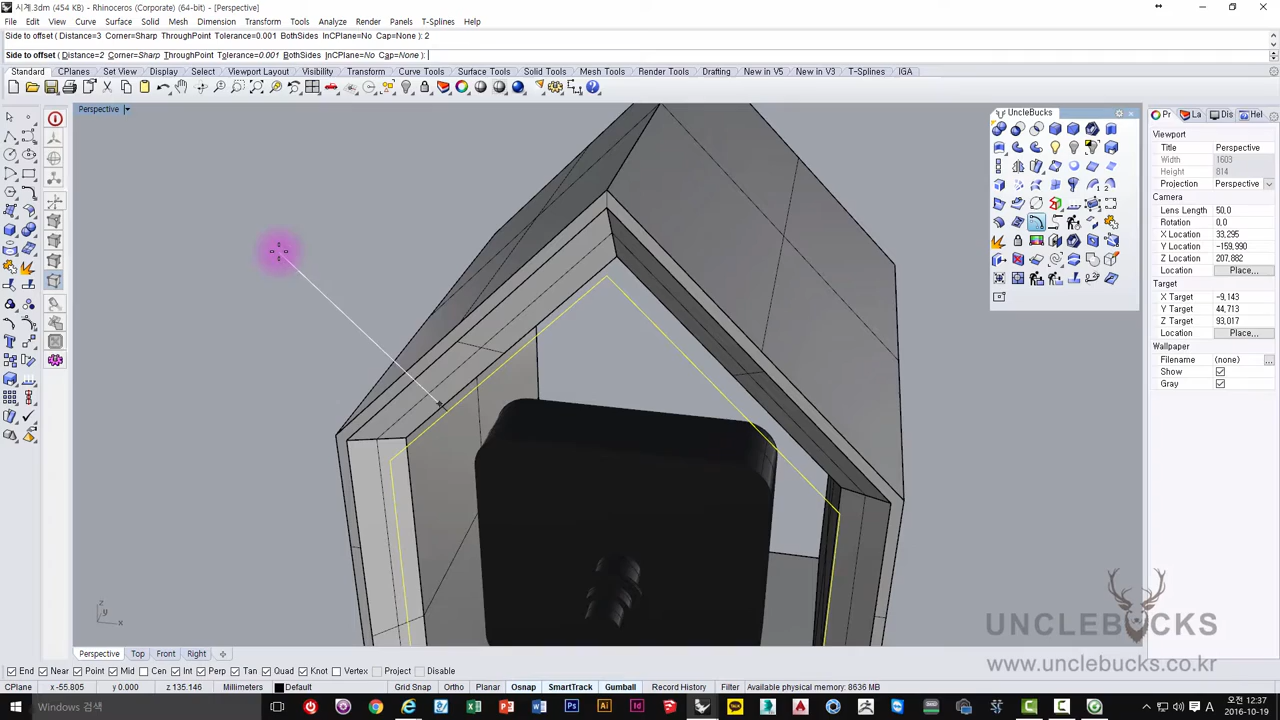 시계.3dm (454 KB) - Rhinoceros (Corporate) (64-bit) - [Perspective]
File Edit View Curve Surface Solid Mesh Dimension Transform Tools Analyze Render Panels T-Splines Help
Side to offset ( Distance=3 Corner=Sharp ThroughPoint Tolerance=0.001 BothSides InCPlane=No Cap=None ): 2
Side to offset ( Distance=2 Corner=Sharp ThroughPoint Tolerance=0.001 BothSides InCPlane=No Cap=None ):
Standard CPlanes Set View Display Select Viewport Layout Visibility Transform Curve Tools Surface Tools Solid Tools Mesh Tools Render Tools Drafting New in V5 New in V3 T-Splines IGA
Perspective
UncleBucks
Pr La Dis Hel
Viewport
Title Perspective
Width 1603
Height 814
Projection Perspective
Camera
Lens Length 50,0
Rotation 0,0
X Location 33,295
Y Location -159,990
Z Location 207,882
Location Place...
Target
X Target -9,143
Y Target 44,713
Z Target 93,017
Location Place...
Wallpaper
Filename (none) ...
Show
Gray
z
y
x
UNCLEBUCKS
www.unclebucks.co.kr
Perspective Top Front Right
End Near Point Mid Cen Int Perp Tan Quad Knot Vertex Project Disable
CPlane x -55.805 y 0.000 z 135.146 Millimeters Default Grid Snap Ortho Planar Osnap SmartTrack Gumball Record History Filter Available physical memory: 8636 MB
Windows 검색
A 오전 12:37
2016-10-19